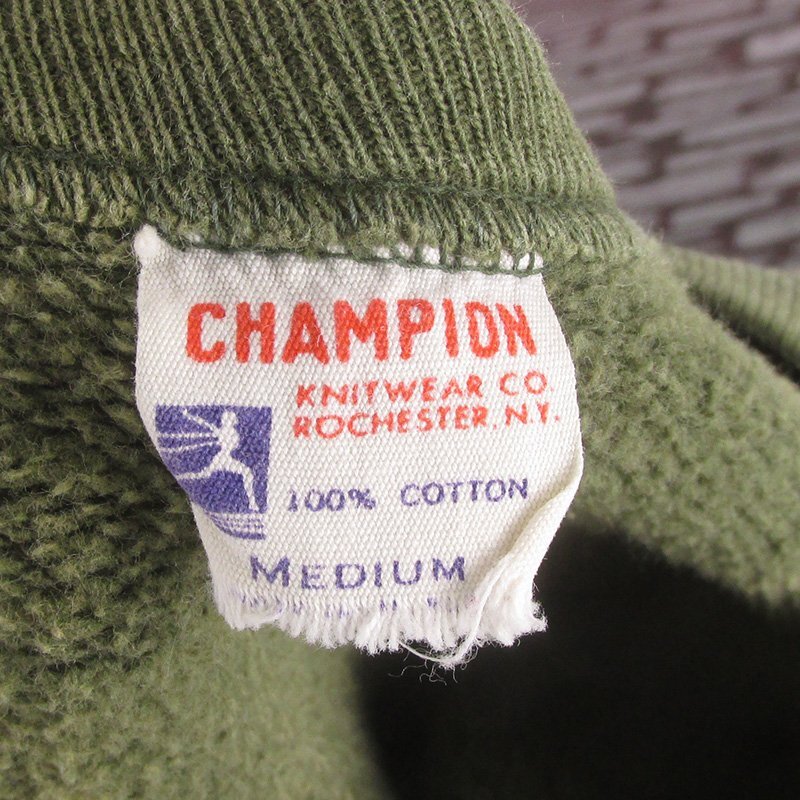 CHAMPION
KNITWEAR CO.
ROCHESTER, N.Y.
100% COTTON
MEDIUM